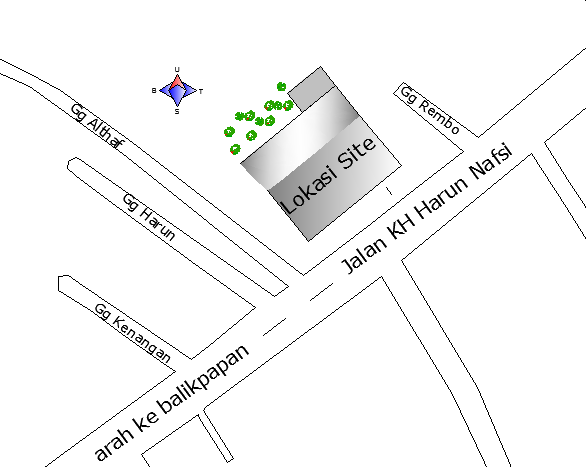 U
B T
S
Gg Rembo
Gg Althaf
Lokasi Site
Gg Harun
Jalan KH Harun Nafsi
Gg Kenangan
arah ke balikpapan